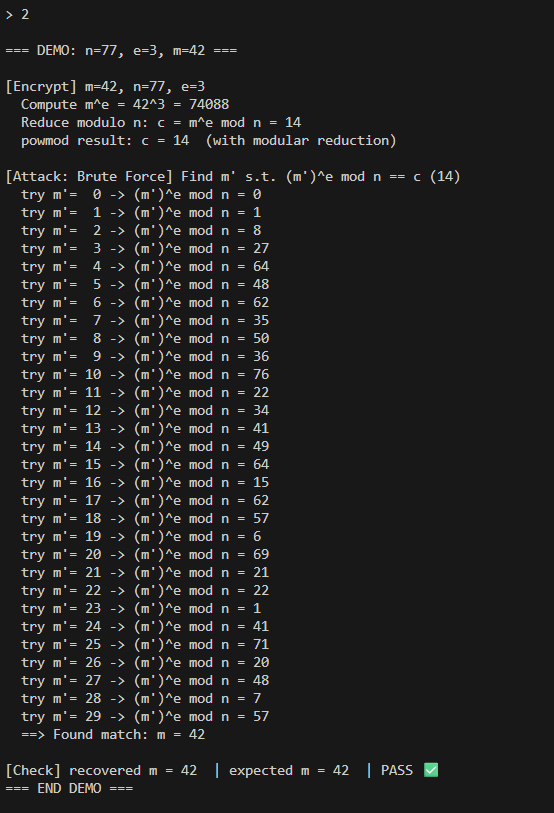 > 2
=== DEMO: n=77, e=3, m=42 ===
[Encrypt] m=42, n=77, e=3
Compute m^e = 42^3 = 74088
Reduce modulo n: c = m^e mod n = 14
powmod result: c = 14  (with modular reduction)
[Attack: Brute Force] Find m' s.t. (m')^e mod n == c (14)
try m'=  0 -> (m')^e mod n = 0
try m'=  1 -> (m')^e mod n = 1
try m'=  2 -> (m')^e mod n = 8
try m'=  3 -> (m')^e mod n = 27
try m'=  4 -> (m')^e mod n = 64
try m'=  5 -> (m')^e mod n = 48
try m'=  6 -> (m')^e mod n = 62
try m'=  7 -> (m')^e mod n = 35
try m'=  8 -> (m')^e mod n = 50
try m'=  9 -> (m')^e mod n = 36
try m'= 10 -> (m')^e mod n = 76
try m'= 11 -> (m')^e mod n = 22
try m'= 12 -> (m')^e mod n = 34
try m'= 13 -> (m')^e mod n = 41
try m'= 14 -> (m')^e mod n = 49
try m'= 15 -> (m')^e mod n = 64
try m'= 16 -> (m')^e mod n = 15
try m'= 17 -> (m')^e mod n = 62
try m'= 18 -> (m')^e mod n = 57
try m'= 19 -> (m')^e mod n = 6
try m'= 20 -> (m')^e mod n = 69
try m'= 21 -> (m')^e mod n = 21
try m'= 22 -> (m')^e mod n = 22
try m'= 23 -> (m')^e mod n = 1
try m'= 24 -> (m')^e mod n = 41
try m'= 25 -> (m')^e mod n = 71
try m'= 26 -> (m')^e mod n = 20
try m'= 27 -> (m')^e mod n = 48
try m'= 28 -> (m')^e mod n = 7
try m'= 29 -> (m')^e mod n = 57
==> Found match: m = 42
[Check] recovered m = 42  | expected m = 42  | PASS ✅
=== END DEMO ===